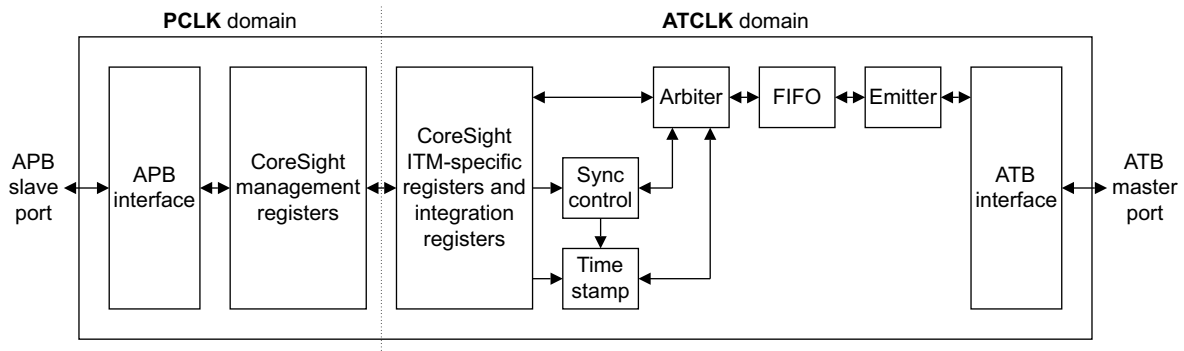 PCLK domain
ATCLK domain
APB
slave
port
APB
interface
CoreSight
management
registers
CoreSight
ITM-specific
registers and
integration
registers
Arbiter
FIFO
Emitter
Sync
control
Time
stamp
ATB
interface
ATB
master
port